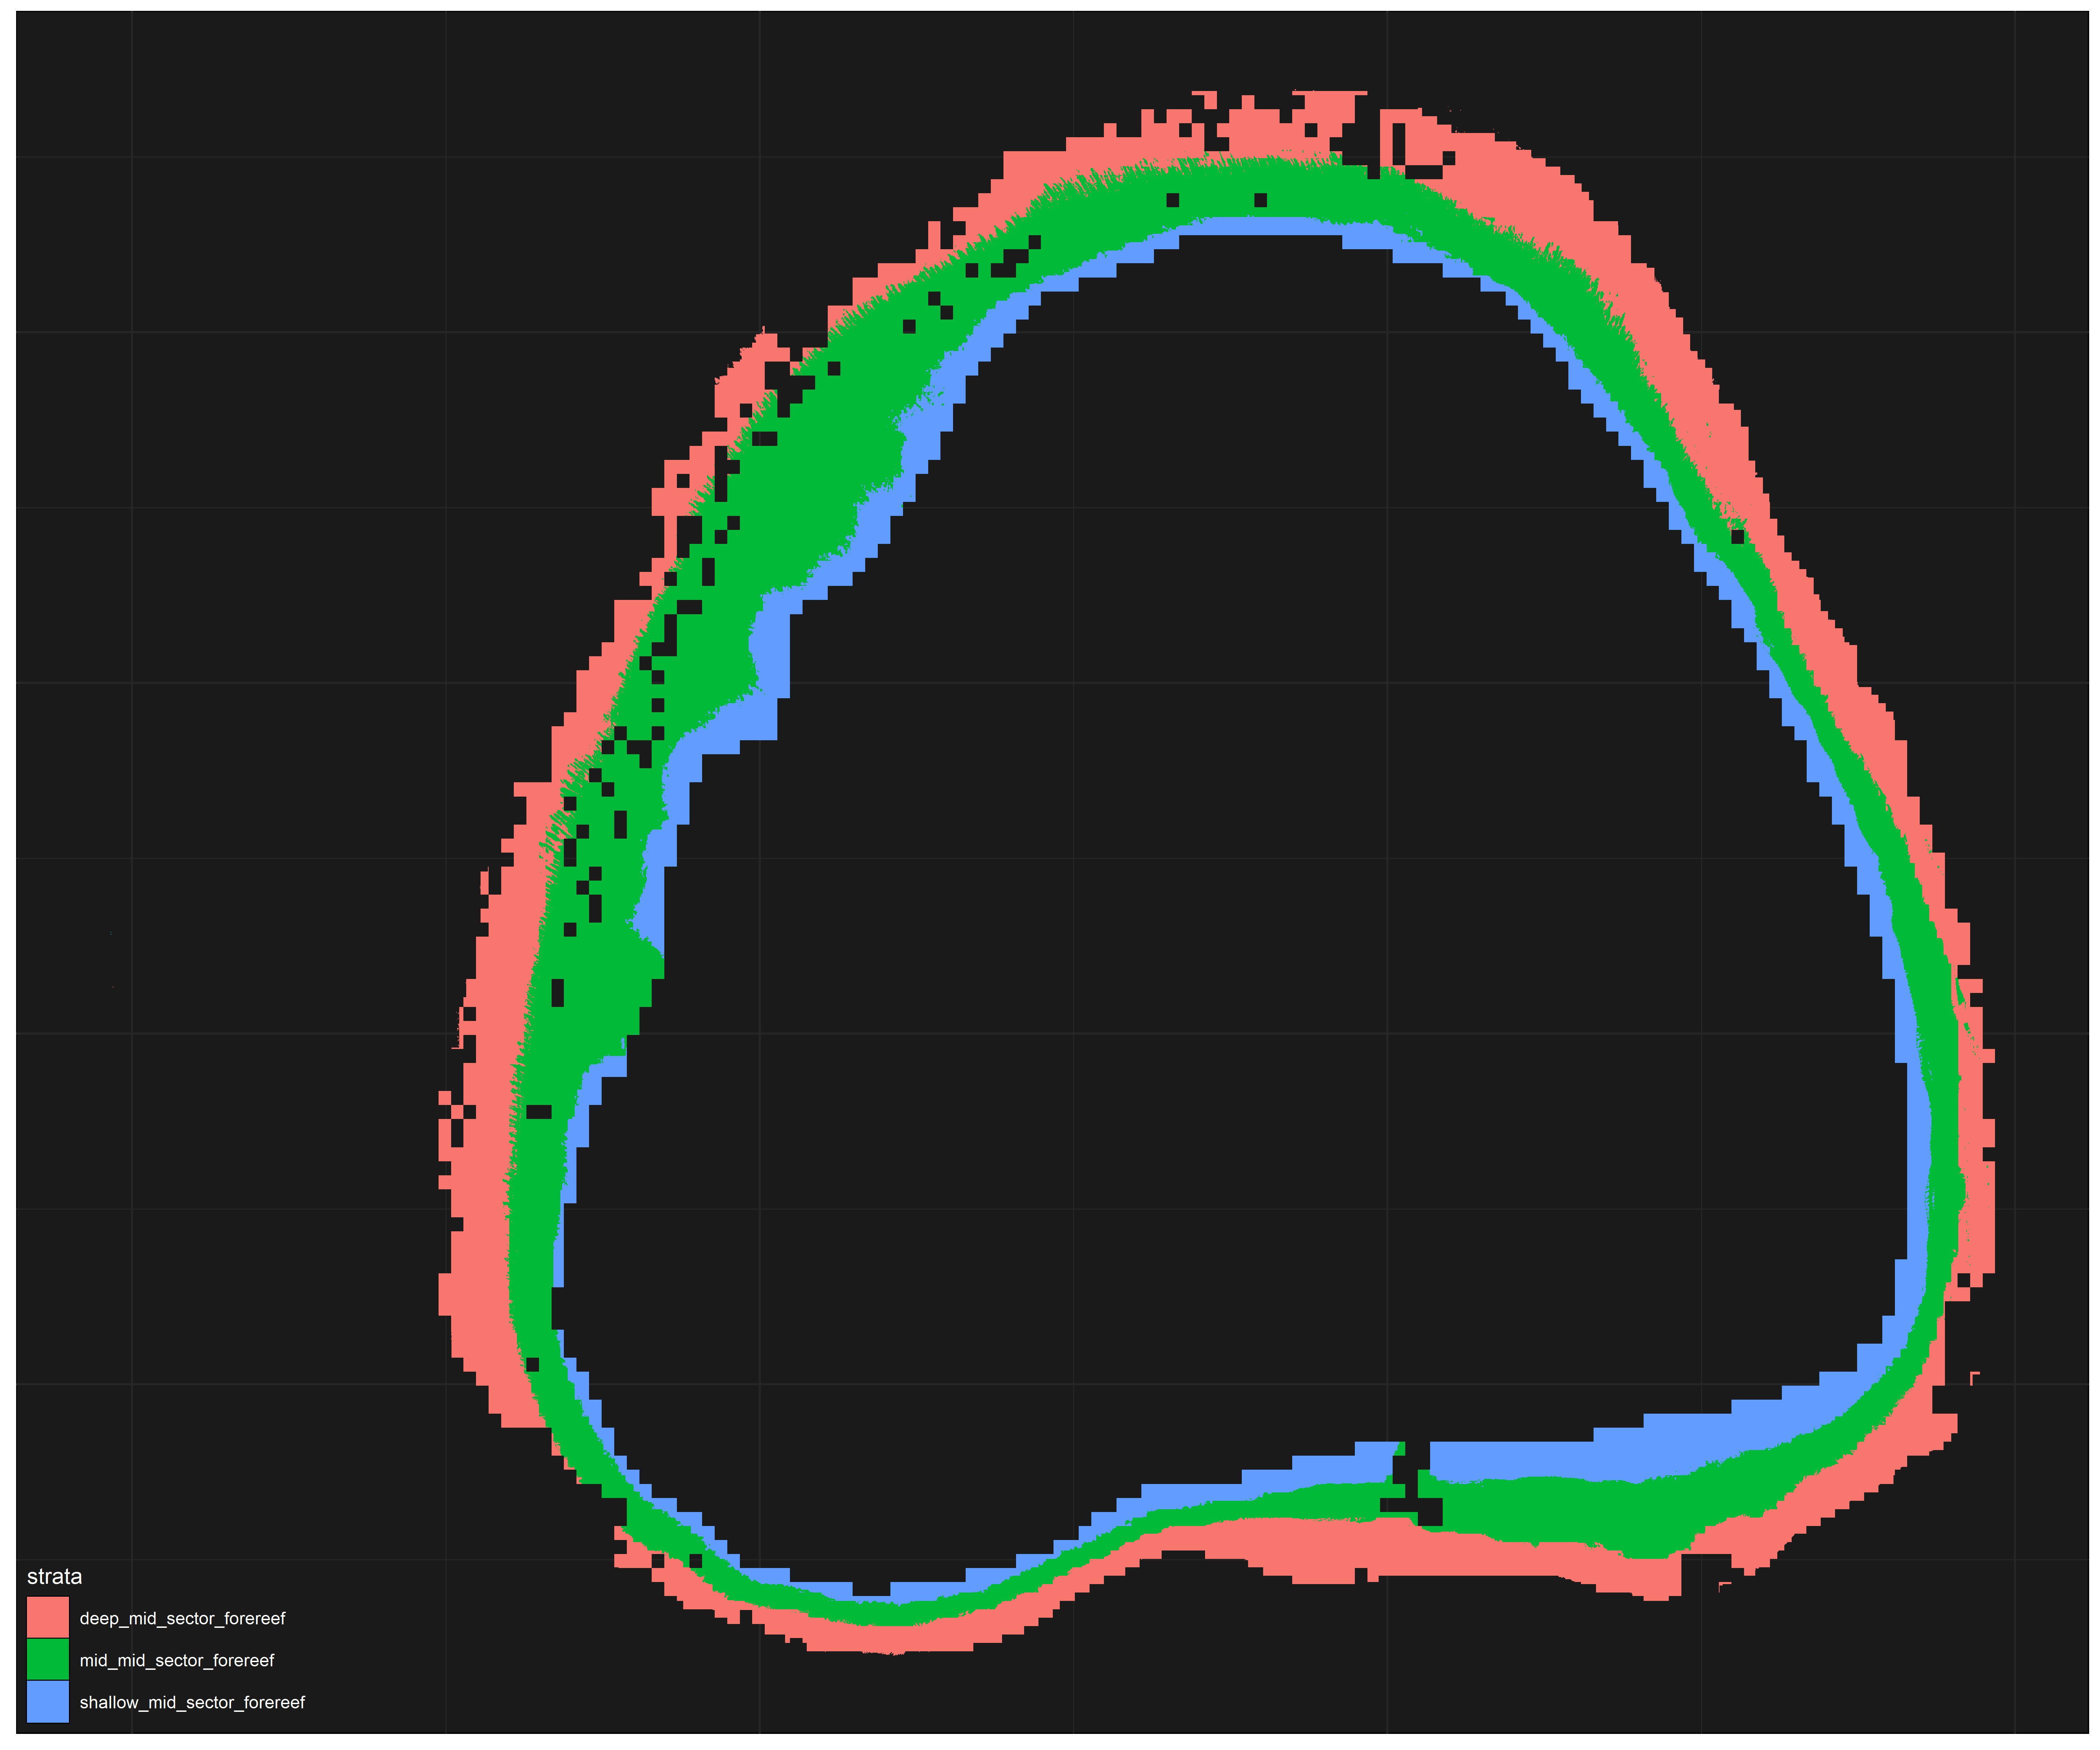 strata
deep_mid_sector_forereef
mid_mid_sector_forereef
shallow_mid_sector_forereef